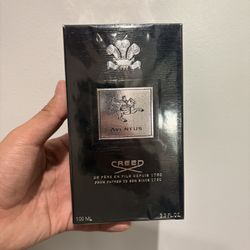 AVENTUS
CREED
DE PÈRE EN FILS DEPUIS 1760
FROM FATHER TO SON SINCE 1760
100 ML 3.3 FL.OZ.